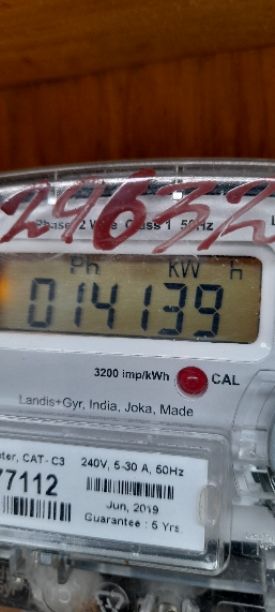 29632
Phase 2 Wire Class 1 50Hz
Ph KW h
014139
3200 imp/kWh CAL
Landis+Gyr, India, Joka, Made
ter, CAT-C3 240V, 5-30 A, 50Hz
77112
Jun, 2019
Guarantee : 5 Yrs